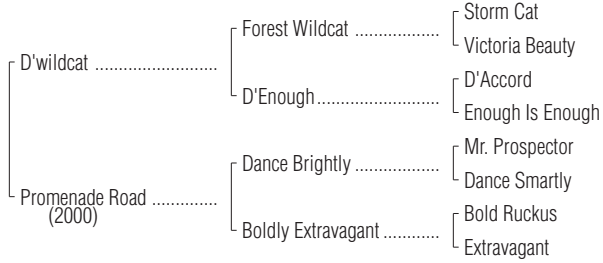 Storm Cat
Forest Wildcat ..................
Victoria Beauty
D'wildcat ..........................
D'Accord
D'Enough..........................
Enough Is Enough
Mr. Prospector
Dance Brightly ..................
Dance Smartly
Promenade Road ..............
(2000)
Bold Ruckus
Boldly Extravagant ............
Extravagant